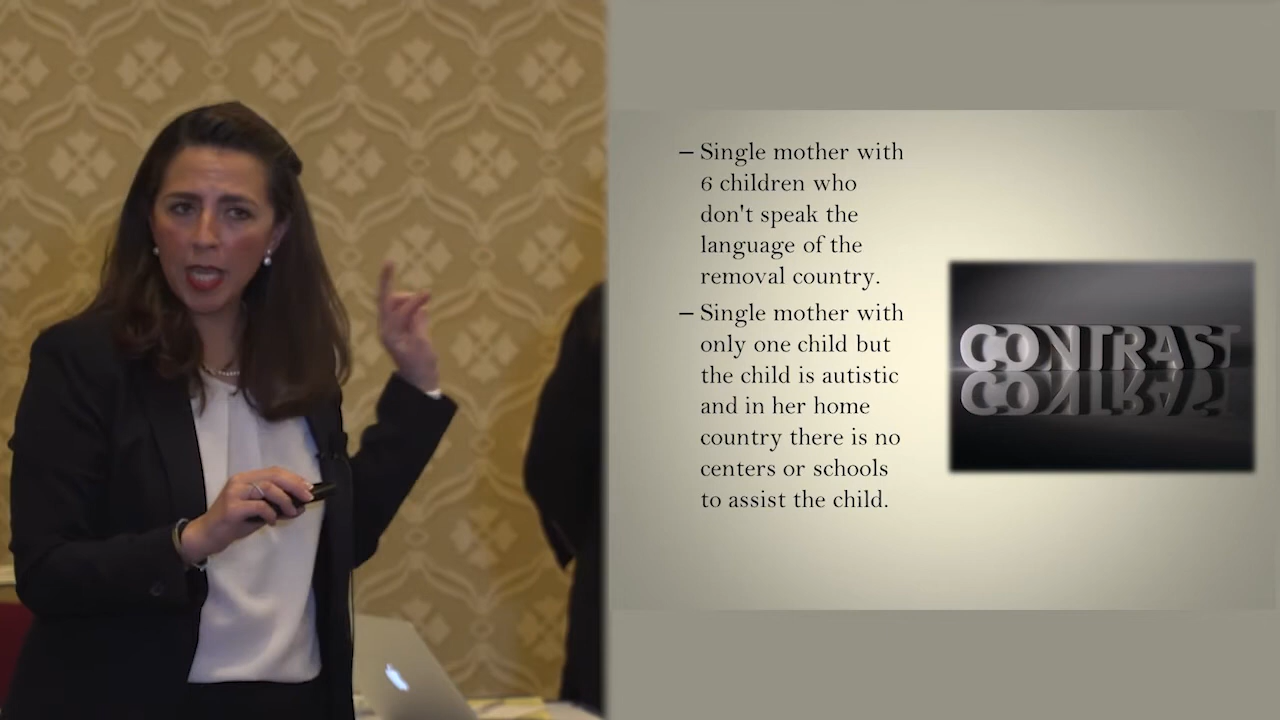 – Single mother with
6 children who
don't speak the
language of the
removal country.
– Single mother with
only one child but
the child is autistic
and in her home
country there is no
centers or schools
to assist the child.
CONTRAST